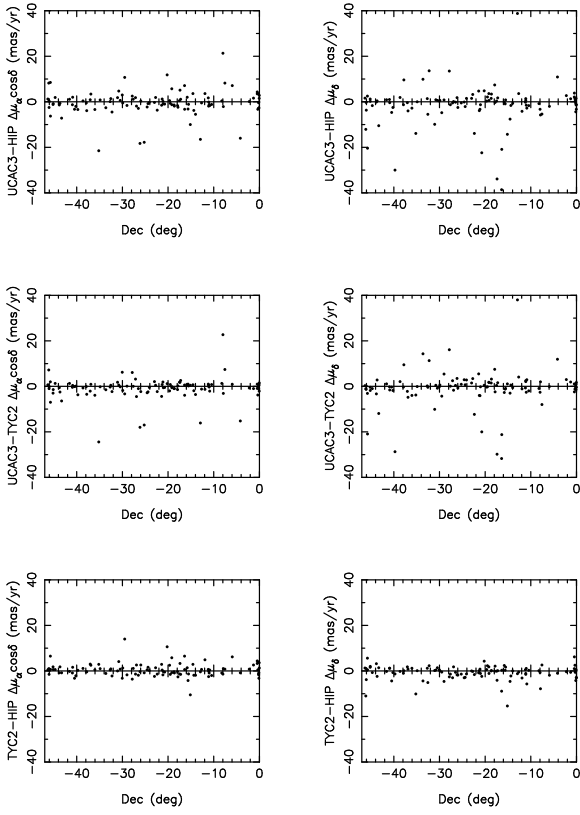 40
20
0
−20
−40
UCAC3−HIP Δμαcosδ (mas/yr)
−40 −30 −20 −10 0
Dec (deg)
40
20
0
−20
−40
UCAC3−HIP Δμδ (mas/yr)
−40 −30 −20 −10 0
Dec (deg)
40
20
0
−20
−40
UCAC3−TYC2 Δμαcosδ (mas/yr)
−40 −30 −20 −10 0
Dec (deg)
40
20
0
−20
−40
UCAC3−TYC2 Δμδ (mas/yr)
−40 −30 −20 −10 0
Dec (deg)
40
20
0
−20
−40
TYC2−HIP Δμαcosδ (mas/yr)
−40 −30 −20 −10 0
Dec (deg)
40
20
0
−20
−40
TYC2−HIP Δμδ (mas/yr)
−40 −30 −20 −10 0
Dec (deg)